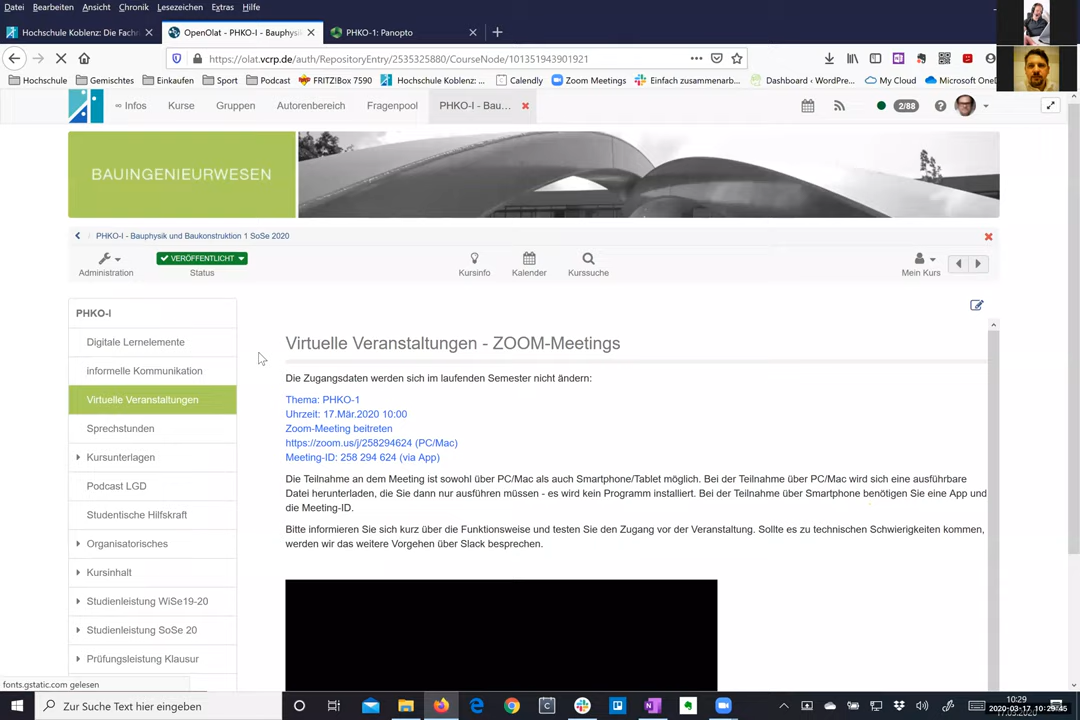 Datei Bearbeiten Ansicht Chronik Lesezeichen Extras Hilfe
Hochschule Koblenz: Die Fachh
OpenOlat - PHKO-I - Bauphysik
PHKO-1: Panopto
https://olat.vcrp.de/auth/RepositoryEntry/2535325880/CourseNode/101351943901921
Hochschule Gemischtes Einkaufen Sport Podcast FRITZ!Box 7590 Hochschule Koblenz: ... Calendly Zoom Meetings Einfach zusammenarb... Dashboard ‹ WordPre... My Cloud Microsoft One
∞ Infos Kurse Gruppen Autorenbereich Fragenpool PHKO-I - Bau... 2/88
BAUINGENIEURWESEN
PHKO-I - Bauphysik und Baukonstruktion 1 SoSe 2020
VERÖFFENTLICHT
Administration Status Kursinfo Kalender Kurssuche Mein Kurs
PHKO-I
Digitale Lernelemente
informelle Kommunikation
Virtuelle Veranstaltungen
Sprechstunden
Kursunterlagen
Podcast LGD
Studentische Hilfskraft
Organisatorisches
Kursinhalt
Studienleistung WiSe19-20
Studienleistung SoSe 20
Prüfungsleistung Klausur
Virtuelle Veranstaltungen - ZOOM-Meetings
Die Zugangsdaten werden sich im laufenden Semester nicht ändern:
Thema: PHKO-1
Uhrzeit: 17.Mär.2020 10:00
Zoom-Meeting beitreten
https://zoom.us/j/258294624 (PC/Mac)
Meeting-ID: 258 294 624 (via App)
Die Teilnahme an dem Meeting ist sowohl über PC/Mac als auch Smartphone/Tablet möglich. Bei der Teilnahme über PC/Mac wird sich eine ausführbare
Datei herunterladen, die Sie dann nur ausführen müssen - es wird kein Programm installiert. Bei der Teilnahme über Smartphone benötigen Sie eine App und
die Meeting-ID.
Bitte informieren Sie sich kurz über die Funktionsweise und testen Sie den Zugang vor der Veranstaltung. Sollte es zu technischen Schwierigkeiten kommen,
werden wir das weitere Vorgehen über Slack besprechen.
fonts.gstatic.com gelesen
Zur Suche Text hier eingeben
10:29
2020-03-17 10:29:45